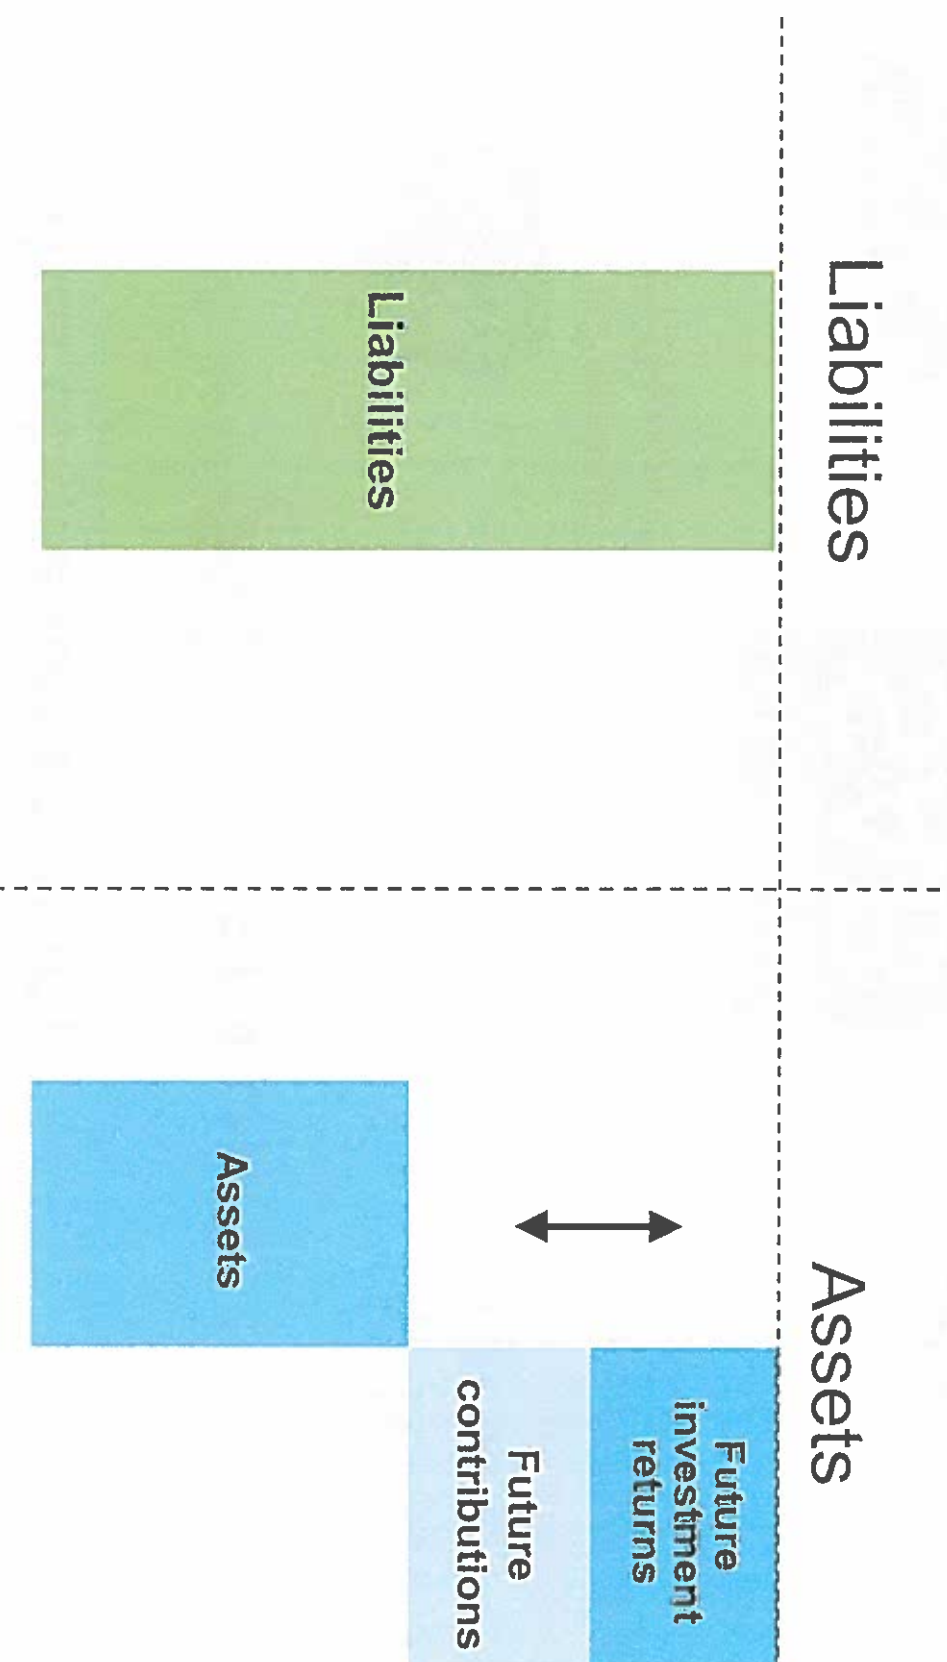 Liabilities
Assets
Liabilities
Assets
Future
investment
returns
Future
contributions